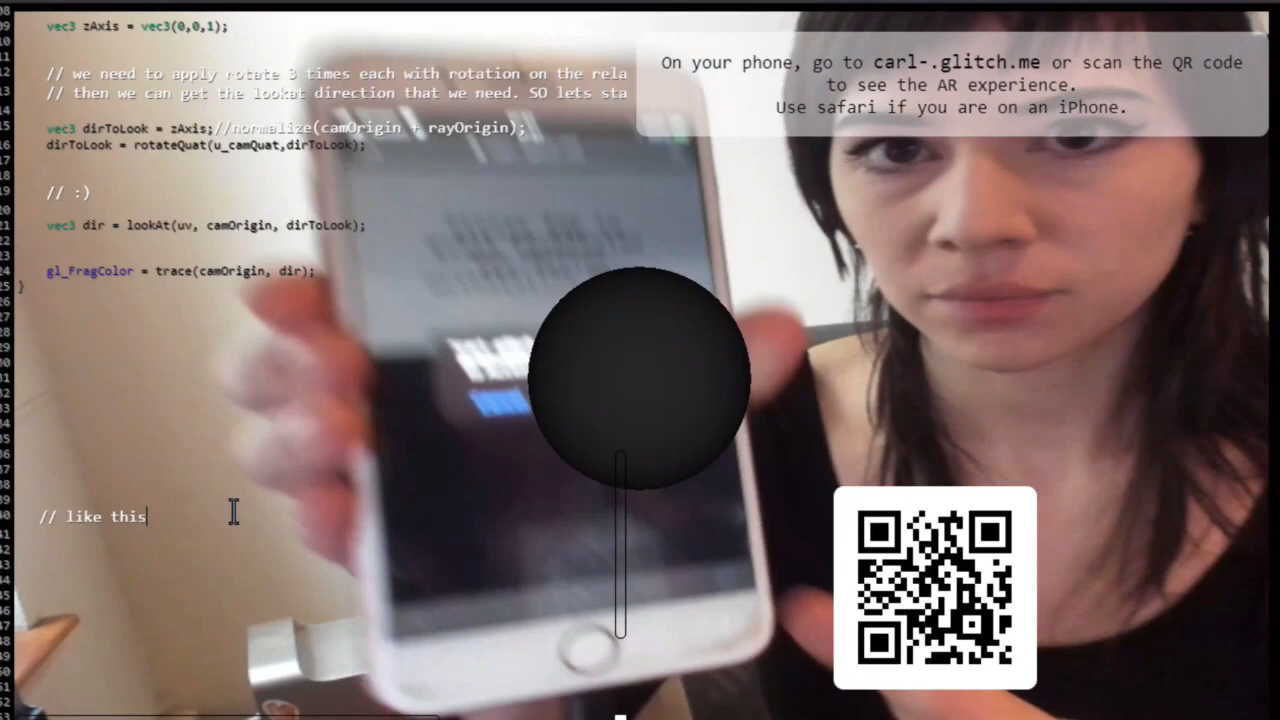 vec3 zAxis = vec3(0,0,1);
// we need to apply rotate 3 times each with rotation on the rela
// then we can get the lookat direction that we need. SO lets sta
vec3 dirToLook = zAxis;//normalize(camOrigin + rayOrigin);
dirToLook = rotateQuat(u_camQuat,dirToLook);
// :)
vec3 dir = lookAt(uv, camOrigin, dirToLook);
gl_FragColor = trace(camOrigin, dir);
}
// like this
On your phone, go to carl-.glitch.me or scan the QR code
to see the AR experience.
Use safari if you are on an iPhone.